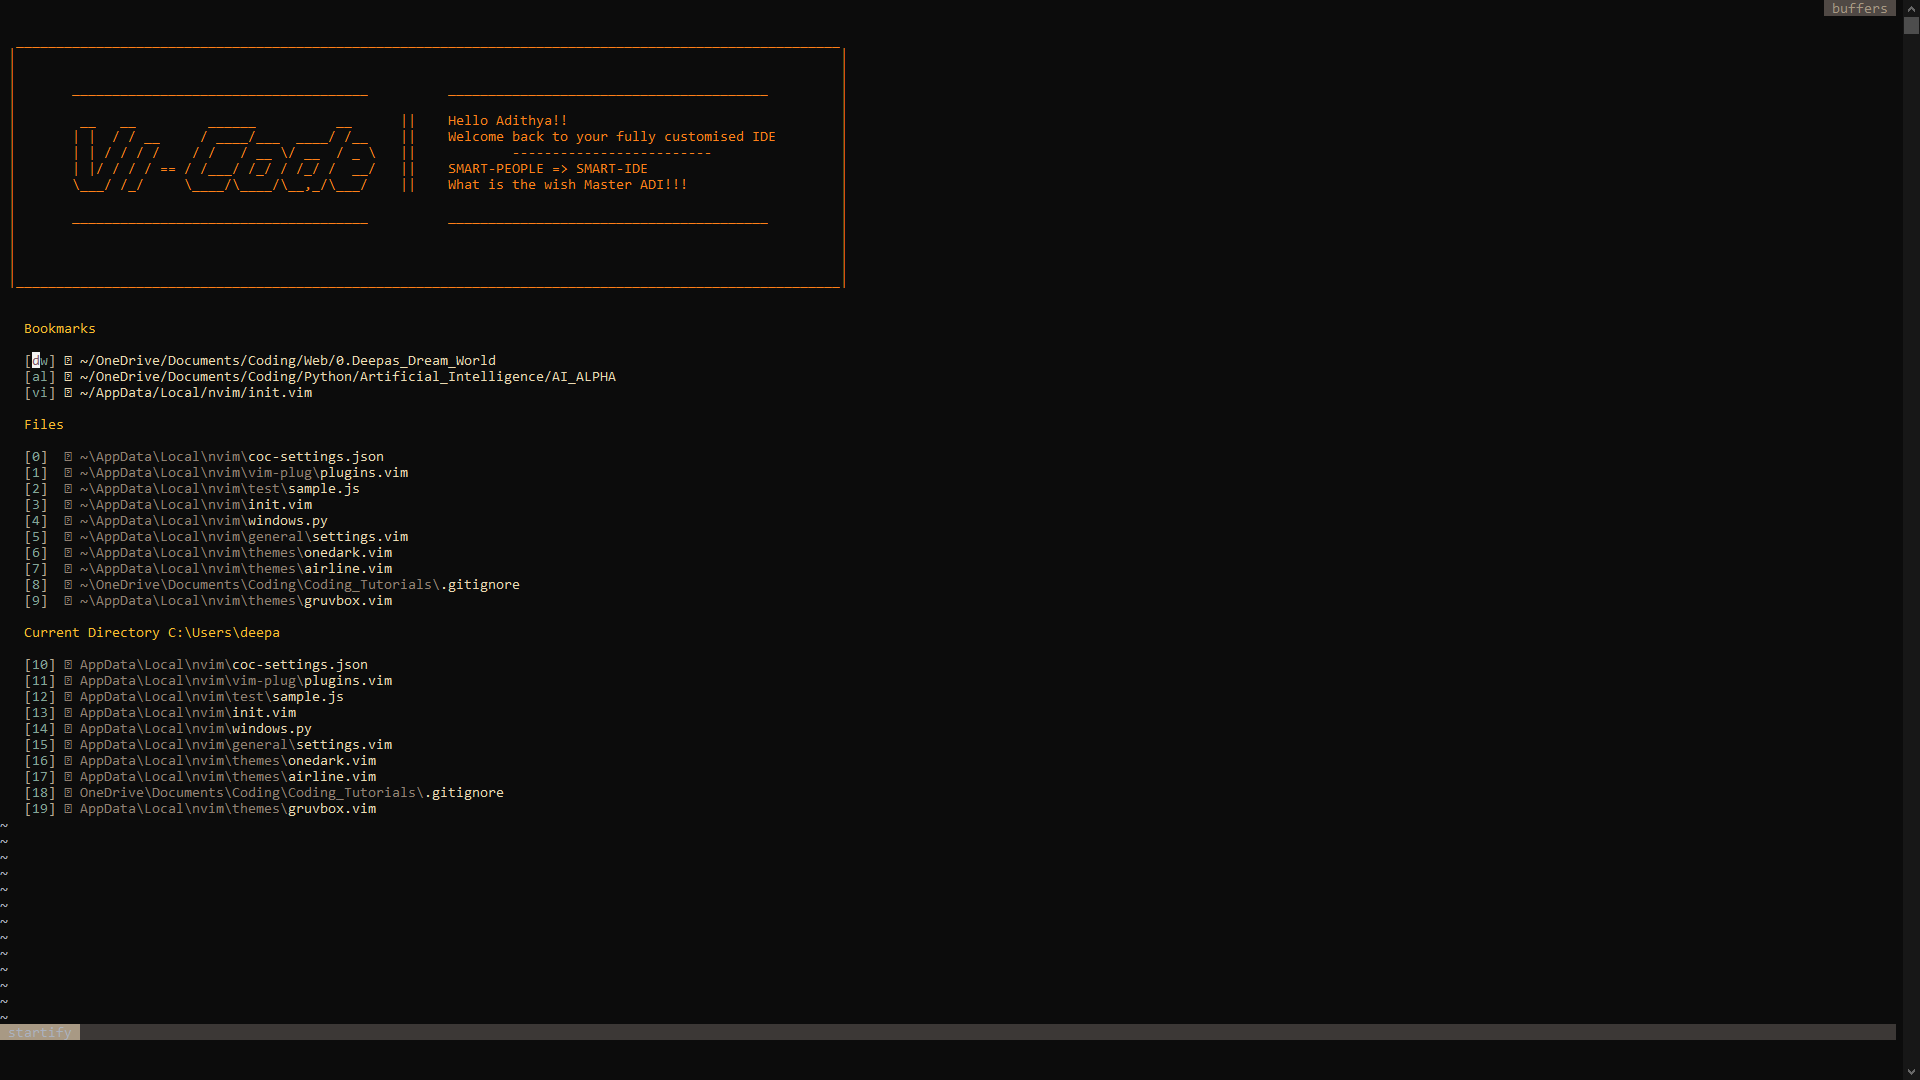 buffers
Vi-Code
||    Hello Adithya!!
||    Welcome back to your fully customised IDE
||            -------------------------
||    SMART-PEOPLE => SMART-IDE
||    What is the wish Master ADI!!!
Bookmarks
[dw] ~/OneDrive/Documents/Coding/Web/0.Deepas_Dream_World
[al] ~/OneDrive/Documents/Coding/Python/Artificial_Intelligence/AI_ALPHA
[vi] ~/AppData/Local/nvim/init.vim
Files
[0] ~\AppData\Local\nvim\coc-settings.json
[1] ~\AppData\Local\nvim\vim-plug\plugins.vim
[2] ~\AppData\Local\nvim\test\sample.js
[3] ~\AppData\Local\nvim\init.vim
[4] ~\AppData\Local\nvim\windows.py
[5] ~\AppData\Local\nvim\general\settings.vim
[6] ~\AppData\Local\nvim\themes\onedark.vim
[7] ~\AppData\Local\nvim\themes\airline.vim
[8] ~\OneDrive\Documents\Coding\Coding_Tutorials\.gitignore
[9] ~\AppData\Local\nvim\themes\gruvbox.vim
Current Directory C:\Users\deepa
[10] AppData\Local\nvim\coc-settings.json
[11] AppData\Local\nvim\vim-plug\plugins.vim
[12] AppData\Local\nvim\test\sample.js
[13] AppData\Local\nvim\init.vim
[14] AppData\Local\nvim\windows.py
[15] AppData\Local\nvim\general\settings.vim
[16] AppData\Local\nvim\themes\onedark.vim
[17] AppData\Local\nvim\themes\airline.vim
[18] OneDrive\Documents\Coding\Coding_Tutorials\.gitignore
[19] AppData\Local\nvim\themes\gruvbox.vim
~
~
~
~
~
~
~
~
~
~
~
~
~
startify